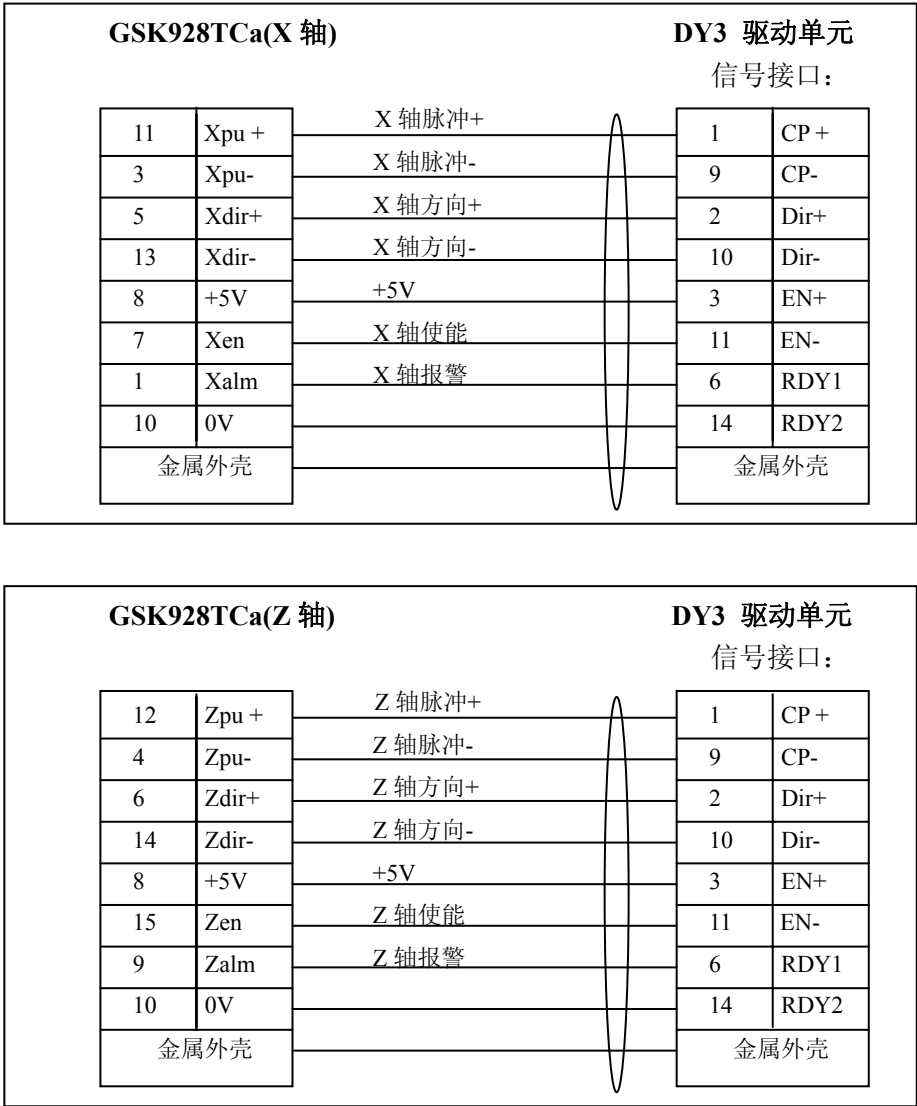 GSK928TCa(X 轴) DY3 驱动单元
信号接口：
11 Xpu + X 轴脉冲+ 1 CP +
3 Xpu- X 轴脉冲- 9 CP-
5 Xdir+ X 轴方向+ 2 Dir+
13 Xdir- X 轴方向- 10 Dir-
8 +5V +5V 3 EN+
7 Xen X 轴使能 11 EN-
1 Xalm X 轴报警 6 RDY1
10 0V 14 RDY2
金属外壳 金属外壳
GSK928TCa(Z 轴) DY3 驱动单元
信号接口：
12 Zpu + Z 轴脉冲+ 1 CP +
4 Zpu- Z 轴脉冲- 9 CP-
6 Zdir+ Z 轴方向+ 2 Dir+
14 Zdir- Z 轴方向- 10 Dir-
8 +5V +5V 3 EN+
15 Zen Z 轴使能 11 EN-
9 Zalm Z 轴报警 6 RDY1
10 0V 14 RDY2
金属外壳 金属外壳